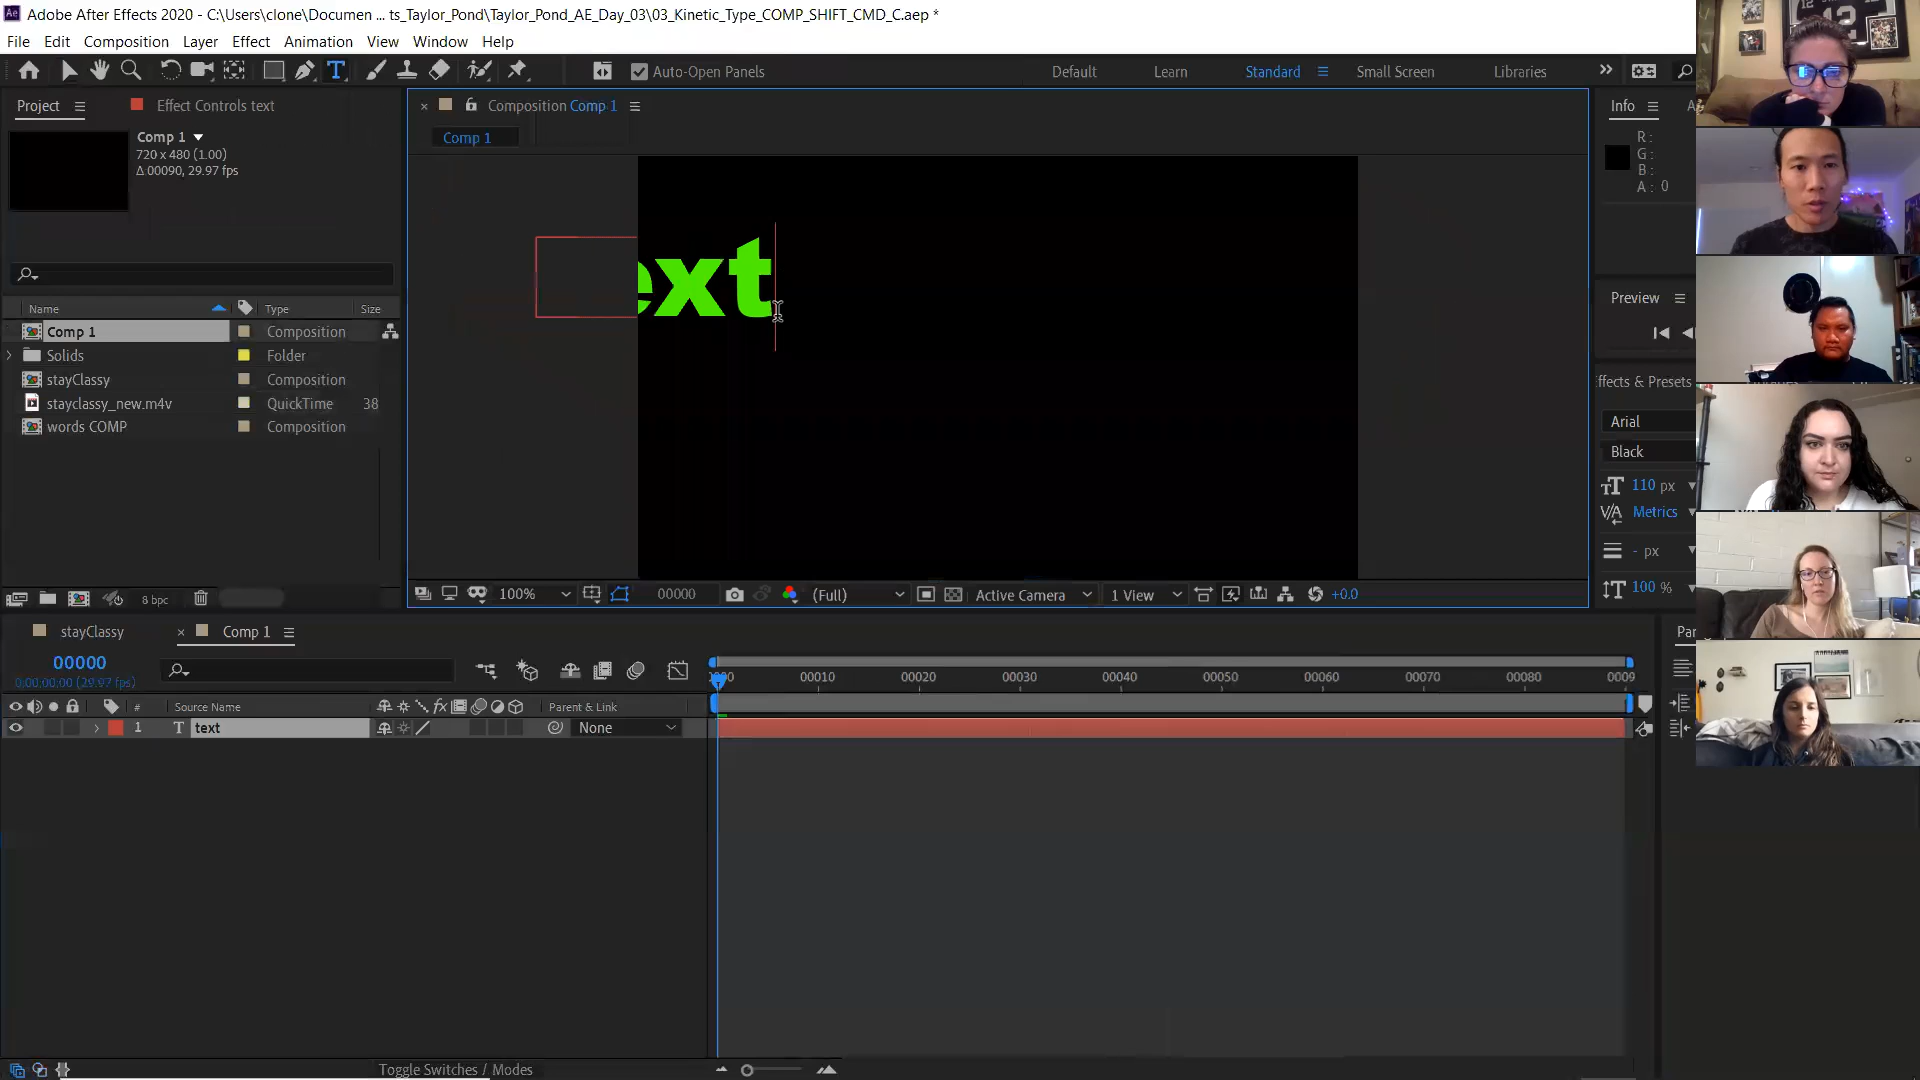 Adobe After Effects 2020 - C:\Users\clone\Documen ... ts_Taylor_Pond\Taylor_Pond_AE_Day_03\03_Kinetic_Type_COMP_SHIFT_CMD_C.aep *
File Edit Composition Layer Effect Animation View Window Help
Auto-Open Panels Default Learn Standard Small Screen Libraries
Project Effect Controls text
Comp 1
720 x 480 (1.00)
Δ 00090, 29.97 fps
Composition Comp 1
Comp 1
Info
R :
G :
B :
A : 0
ext
Preview
Name Type Size
Comp 1 Composition
Solids Folder
stayClassy Composition
stayclassy_new.m4v QuickTime 38
words COMP Composition
ffects & Presets
Arial
Black
110 px
Metrics
- px
100 %
8 bpc
100% 00000 (Full) Active Camera 1 View +0.0
stayClassy Comp 1
Par
00000
0;00;00;00 (29.97 fps)
00010 00020 00030 00040 00050 00060 00070 00080 0009
# Source Name Parent & Link
1 T text None
Toggle Switches / Modes